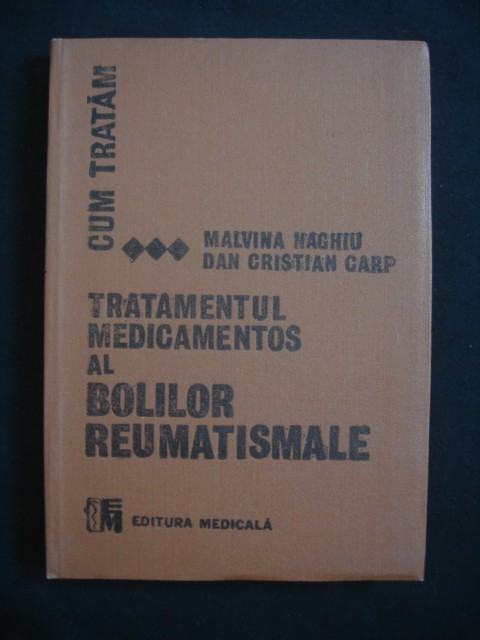 CUM TRATĂM
MALVINA NAGHIU
DAN CRISTIAN CARP
TRATAMENTUL
MEDICAMENTOS
AL
BOLILOR
REUMATISMALE
EM EDITURA MEDICALĂ